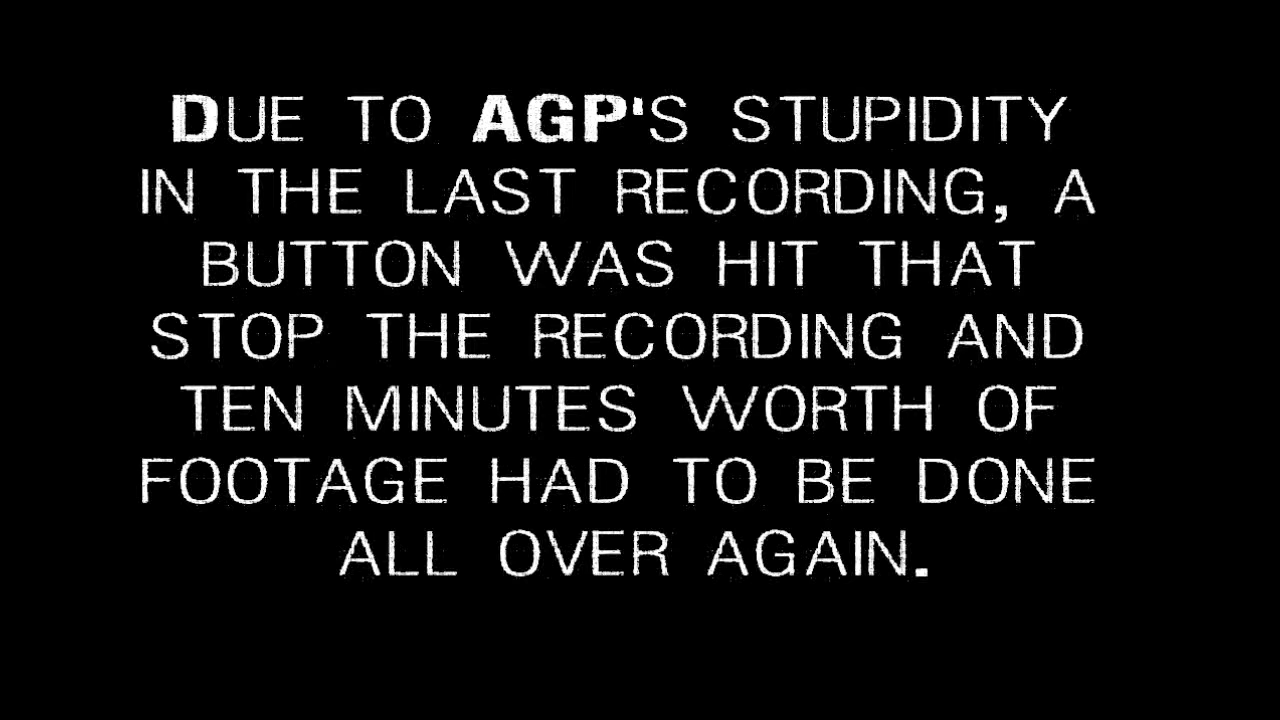 Due to AGP's stupidity
in the last recording, a
button was hit that
stop the recording and
ten minutes worth of
footage had to be done
all over again.